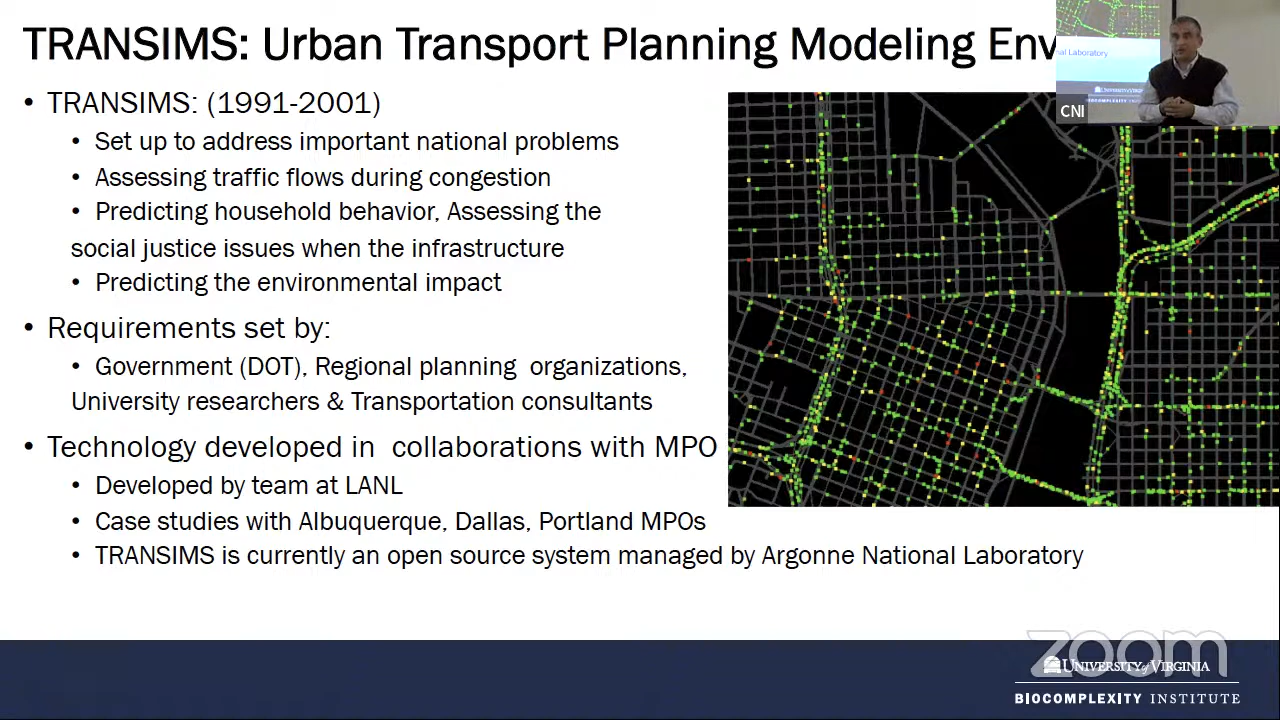 TRANSIMS: Urban Transport Planning Modeling Env
• TRANSIMS: (1991-2001)
• Set up to address important national problems
• Assessing traffic flows during congestion
• Predicting household behavior, Assessing the
social justice issues when the infrastructure
• Predicting the environmental impact
• Requirements set by:
• Government (DOT), Regional planning organizations,
University researchers & Transportation consultants
• Technology developed in collaborations with MPO
• Developed by team at LANL
• Case studies with Albuquerque, Dallas, Portland MPOs
• TRANSIMS is currently an open source system managed by Argonne National Laboratory
al Laboratory
CNI
zoom
UNIVERSITY of VIRGINIA
BIOCOMPLEXITY INSTITUTE